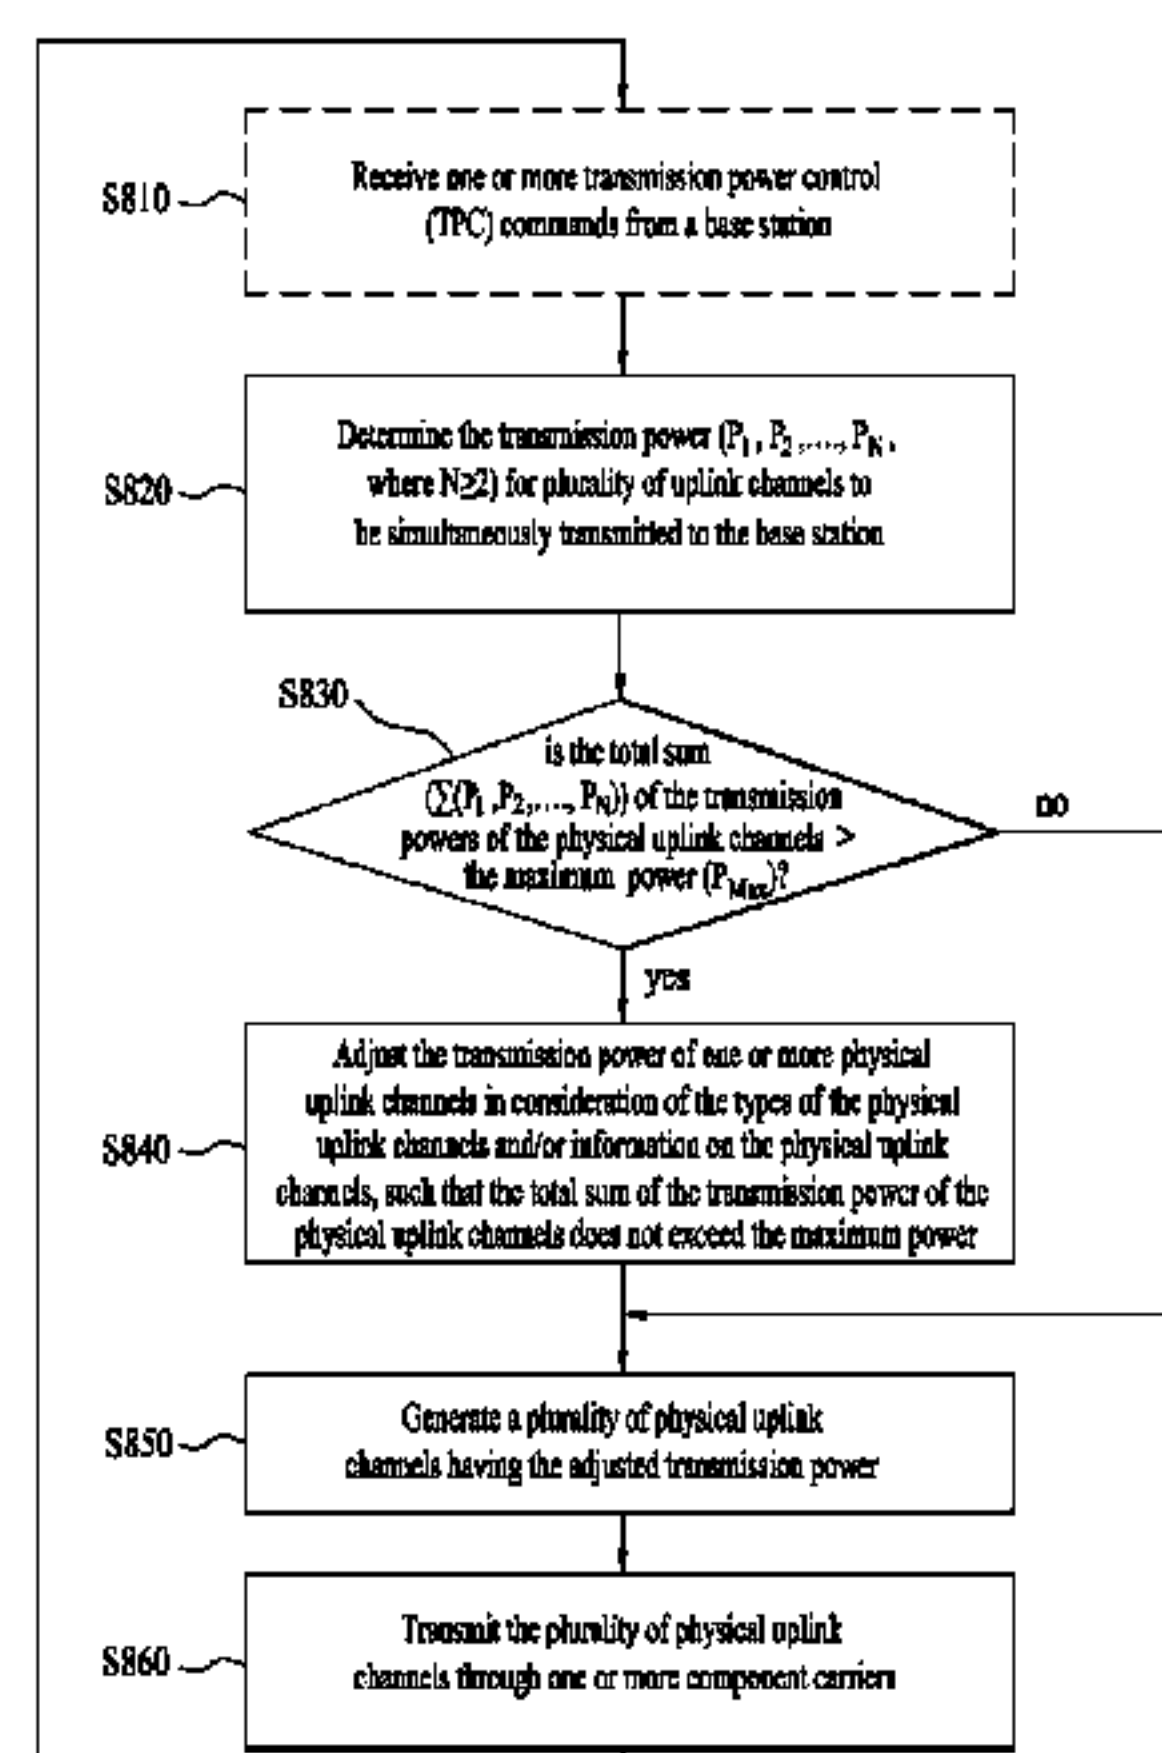 S810
Receive one or more transmission power control
(TPC) commands from a base station
S820
Determine the transmission power (P1, P2,...., PN,
where N≥2) for plurality of uplink channels to
be simultaneously transmitted to the base station
S830
is the total sum
(∑(P1,P2,...., PN)) of the transmission
powers of the physical uplink channels >
the maximum power (PMax)?
no
yes
S840
Adjust the transmission power of one or more physical
uplink channels in consideration of the types of the physical
uplink channels and/or information on the physical uplink
channels, such that the total sum of the transmission power of the
physical uplink channels does not exceed the maximum power
S850
Generate a plurality of physical uplink
channels having the adjusted transmission power
S860
Transmit the plurality of physical uplink
channels through one or more component carriers